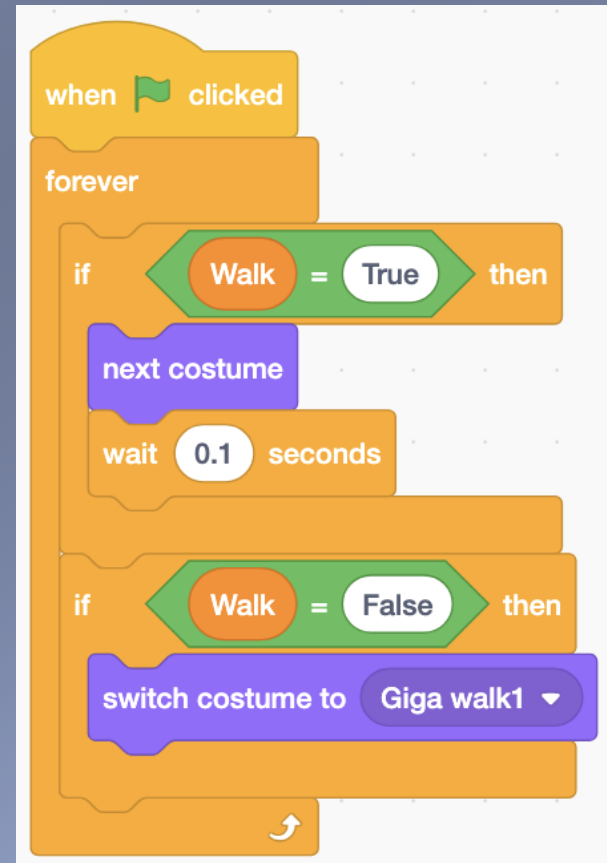 when clicked
forever
if Walk = True then
next costume
wait 0.1 seconds
if Walk = False then
switch costume to Giga walk1